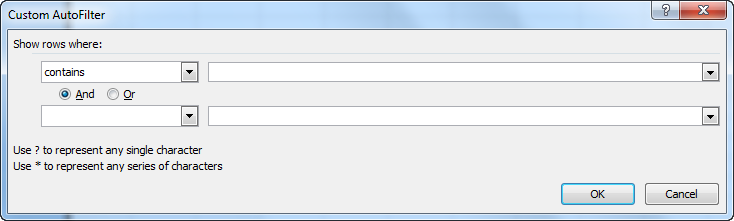 Custom AutoFilter
Show rows where:
contains
And Or
Use ? to represent any single character
Use * to represent any series of characters
OK Cancel